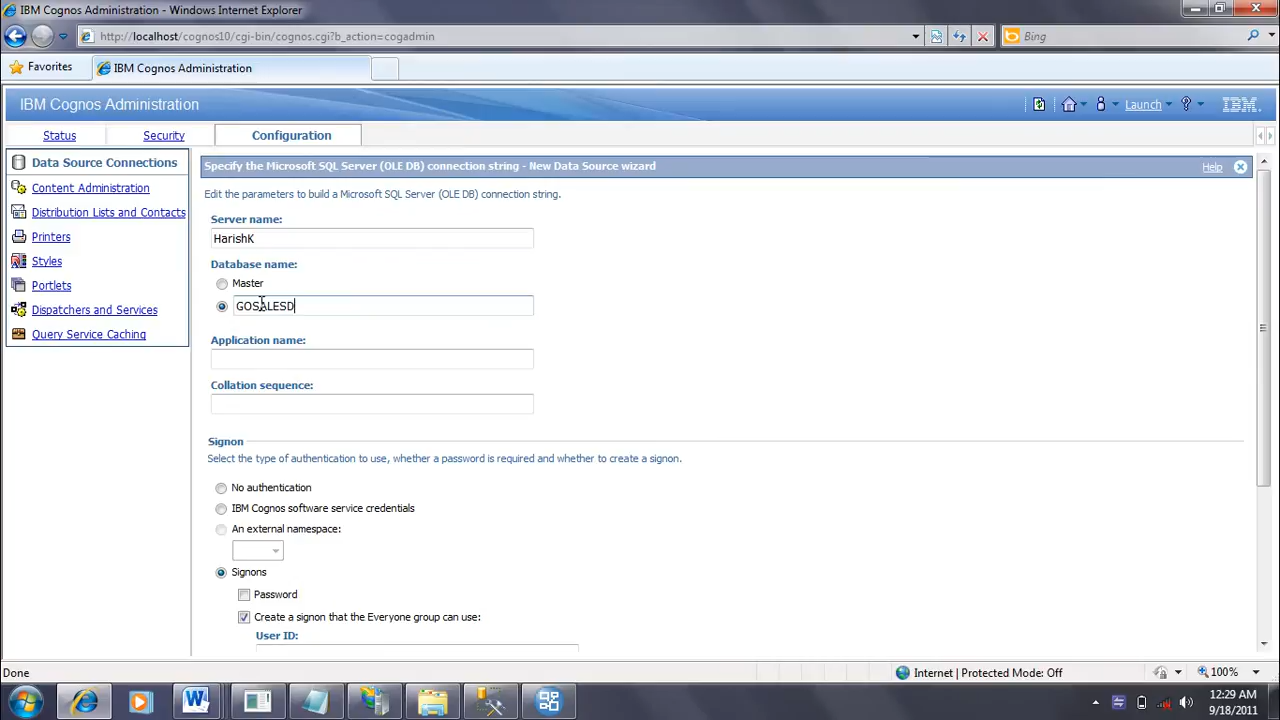 IBM Cognos Administration - Windows Internet Explorer
http://localhost/cognos10/cgi-bin/cognos.cgi?b_action=cogadmin
Bing
Favorites
IBM Cognos Administration
IBM Cognos Administration
Launch
IBM.
Status
Security
Configuration
Data Source Connections
Content Administration
Distribution Lists and Contacts
Printers
Styles
Portlets
Dispatchers and Services
Query Service Caching
Specify the Microsoft SQL Server (OLE DB) connection string - New Data Source wizard
Help
Edit the parameters to build a Microsoft SQL Server (OLE DB) connection string.
Server name:
HarishK
Database name:
Master
GOSALESD
Application name:
Collation sequence:
Signon
Select the type of authentication to use, whether a password is required and whether to create a signon.
No authentication
IBM Cognos software service credentials
An external namespace:
Signons
Password
Create a signon that the Everyone group can use:
User ID:
Done
Internet | Protected Mode: Off
100%
12:29 AM
9/18/2011